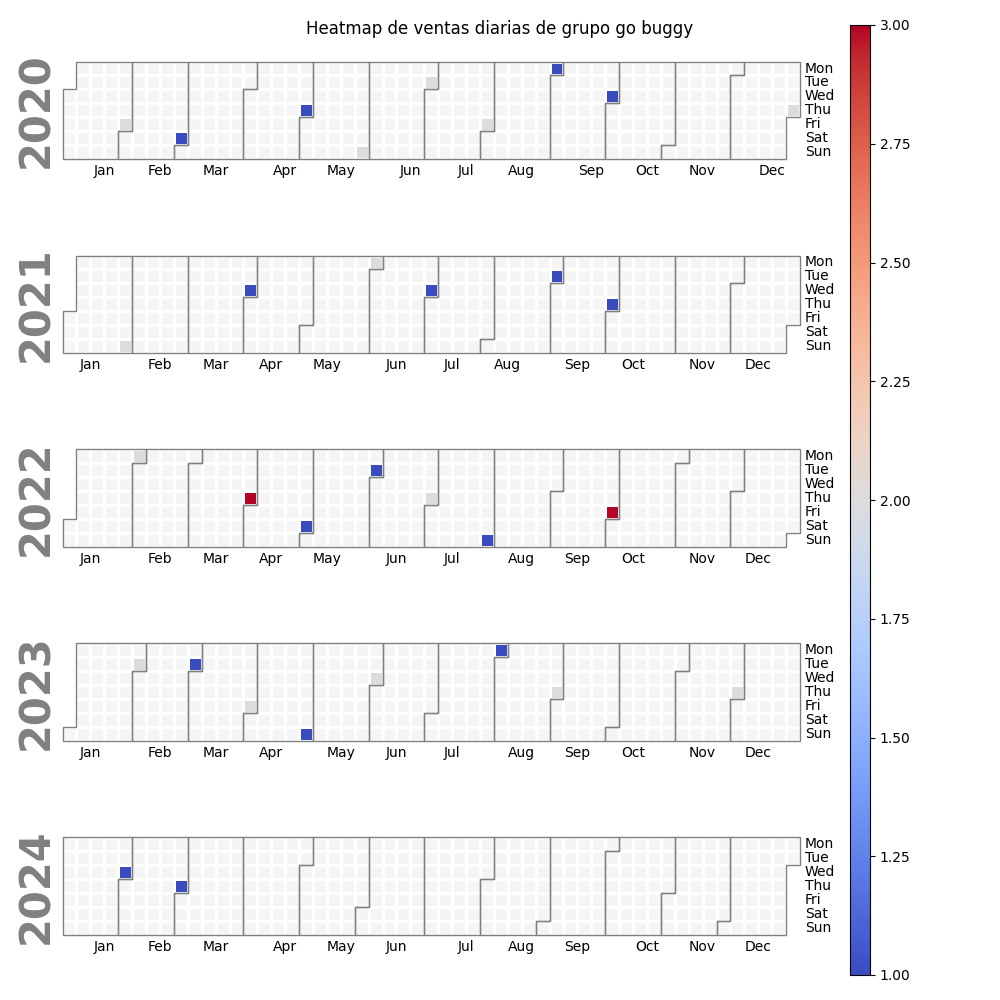 Heatmap de ventas diarias de grupo go buggy
2020
Mon
Tue
Wed
Thu
Fri
Sat
Sun
Jan Feb Mar Apr May Jun Jul Aug Sep Oct Nov Dec
2021
Mon
Tue
Wed
Thu
Fri
Sat
Sun
Jan Feb Mar Apr May Jun Jul Aug Sep Oct Nov Dec
2022
Mon
Tue
Wed
Thu
Fri
Sat
Sun
Jan Feb Mar Apr May Jun Jul Aug Sep Oct Nov Dec
2023
Mon
Tue
Wed
Thu
Fri
Sat
Sun
Jan Feb Mar Apr May Jun Jul Aug Sep Oct Nov Dec
2024
Mon
Tue
Wed
Thu
Fri
Sat
Sun
Jan Feb Mar Apr May Jun Jul Aug Sep Oct Nov Dec
3.00
2.75
2.50
2.25
2.00
1.75
1.50
1.25
1.00